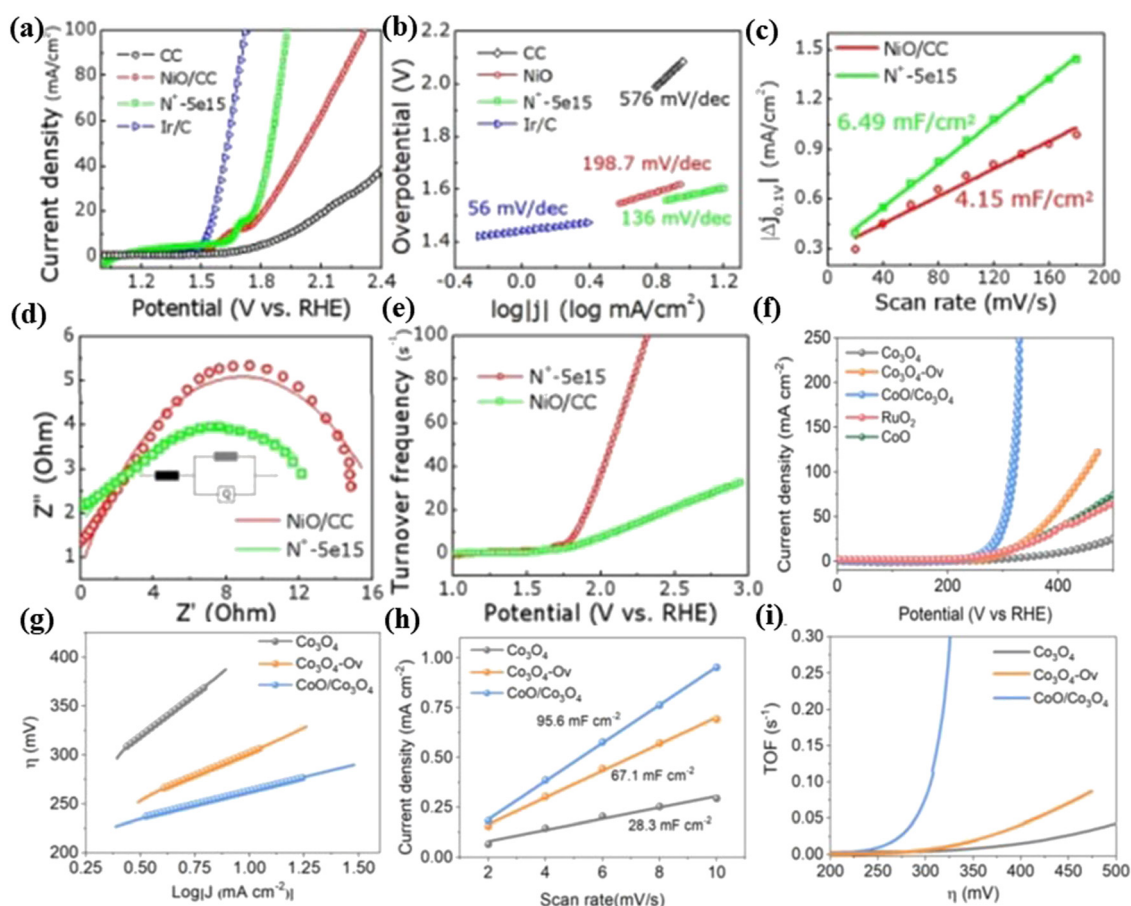 (a)
100
80
60
40
20
0
CC
NiO/CC
N⁺-5e15
Ir/C
Current density (mA/cm²)
1.2 1.5 1.8 2.1 2.4
Potential (V vs. RHE)
(b)
2.2
2.0
1.8
1.6
1.4
CC
NiO
N⁺-5e15
Ir/C
576 mV/dec
198.7 mV/dec
56 mV/dec
136 mV/dec
Overpotential (V)
-0.4 0.0 0.4 0.8 1.2
log|j| (log mA/cm²)
(c)
1.5
1.2
0.9
0.6
0.3
NiO/CC
N⁺-5e15
6.49 mF/cm²
4.15 mF/cm²
|Δj0.1V| (mA/cm²)
0 40 80 120 160 200
Scan rate (mV/s)
(d)
6
5
4
3
2
1
Q
NiO/CC
N⁺-5e15
Z'' (Ohm)
0 4 8 12 16
Z' (Ohm)
(e)
100
80
60
40
20
0
N⁺-5e15
NiO/CC
Turnover frequency (s⁻¹)
1.0 1.5 2.0 2.5 3.0
Potential (V vs. RHE)
(f)
250
200
150
100
50
0
Co₃O₄
Co₃O₄-Ov
CoO/Co₃O₄
RuO₂
CoO
Current density (mA cm⁻²)
0 200 400
Potential (V vs RHE)
(g)
400
350
300
250
200
Co₃O₄
Co₃O₄-Ov
CoO/Co₃O₄
η (mV)
0.25 0.50 0.75 1.00 1.25 1.50
Log[J (mA cm⁻²)]
(h)
1.00
0.75
0.50
0.25
0.00
Co₃O₄
Co₃O₄-Ov
CoO/Co₃O₄
95.6 mF cm⁻²
67.1 mF cm⁻²
28.3 mF cm⁻²
Current density (mA cm⁻²)
2 4 6 8 10
Scan rate(mV/s)
(i)
0.30
0.25
0.20
0.15
0.10
0.05
0.00
Co₃O₄
Co₃O₄-Ov
CoO/Co₃O₄
TOF (s⁻¹)
200 250 300 350 400 450 500
η (mV)